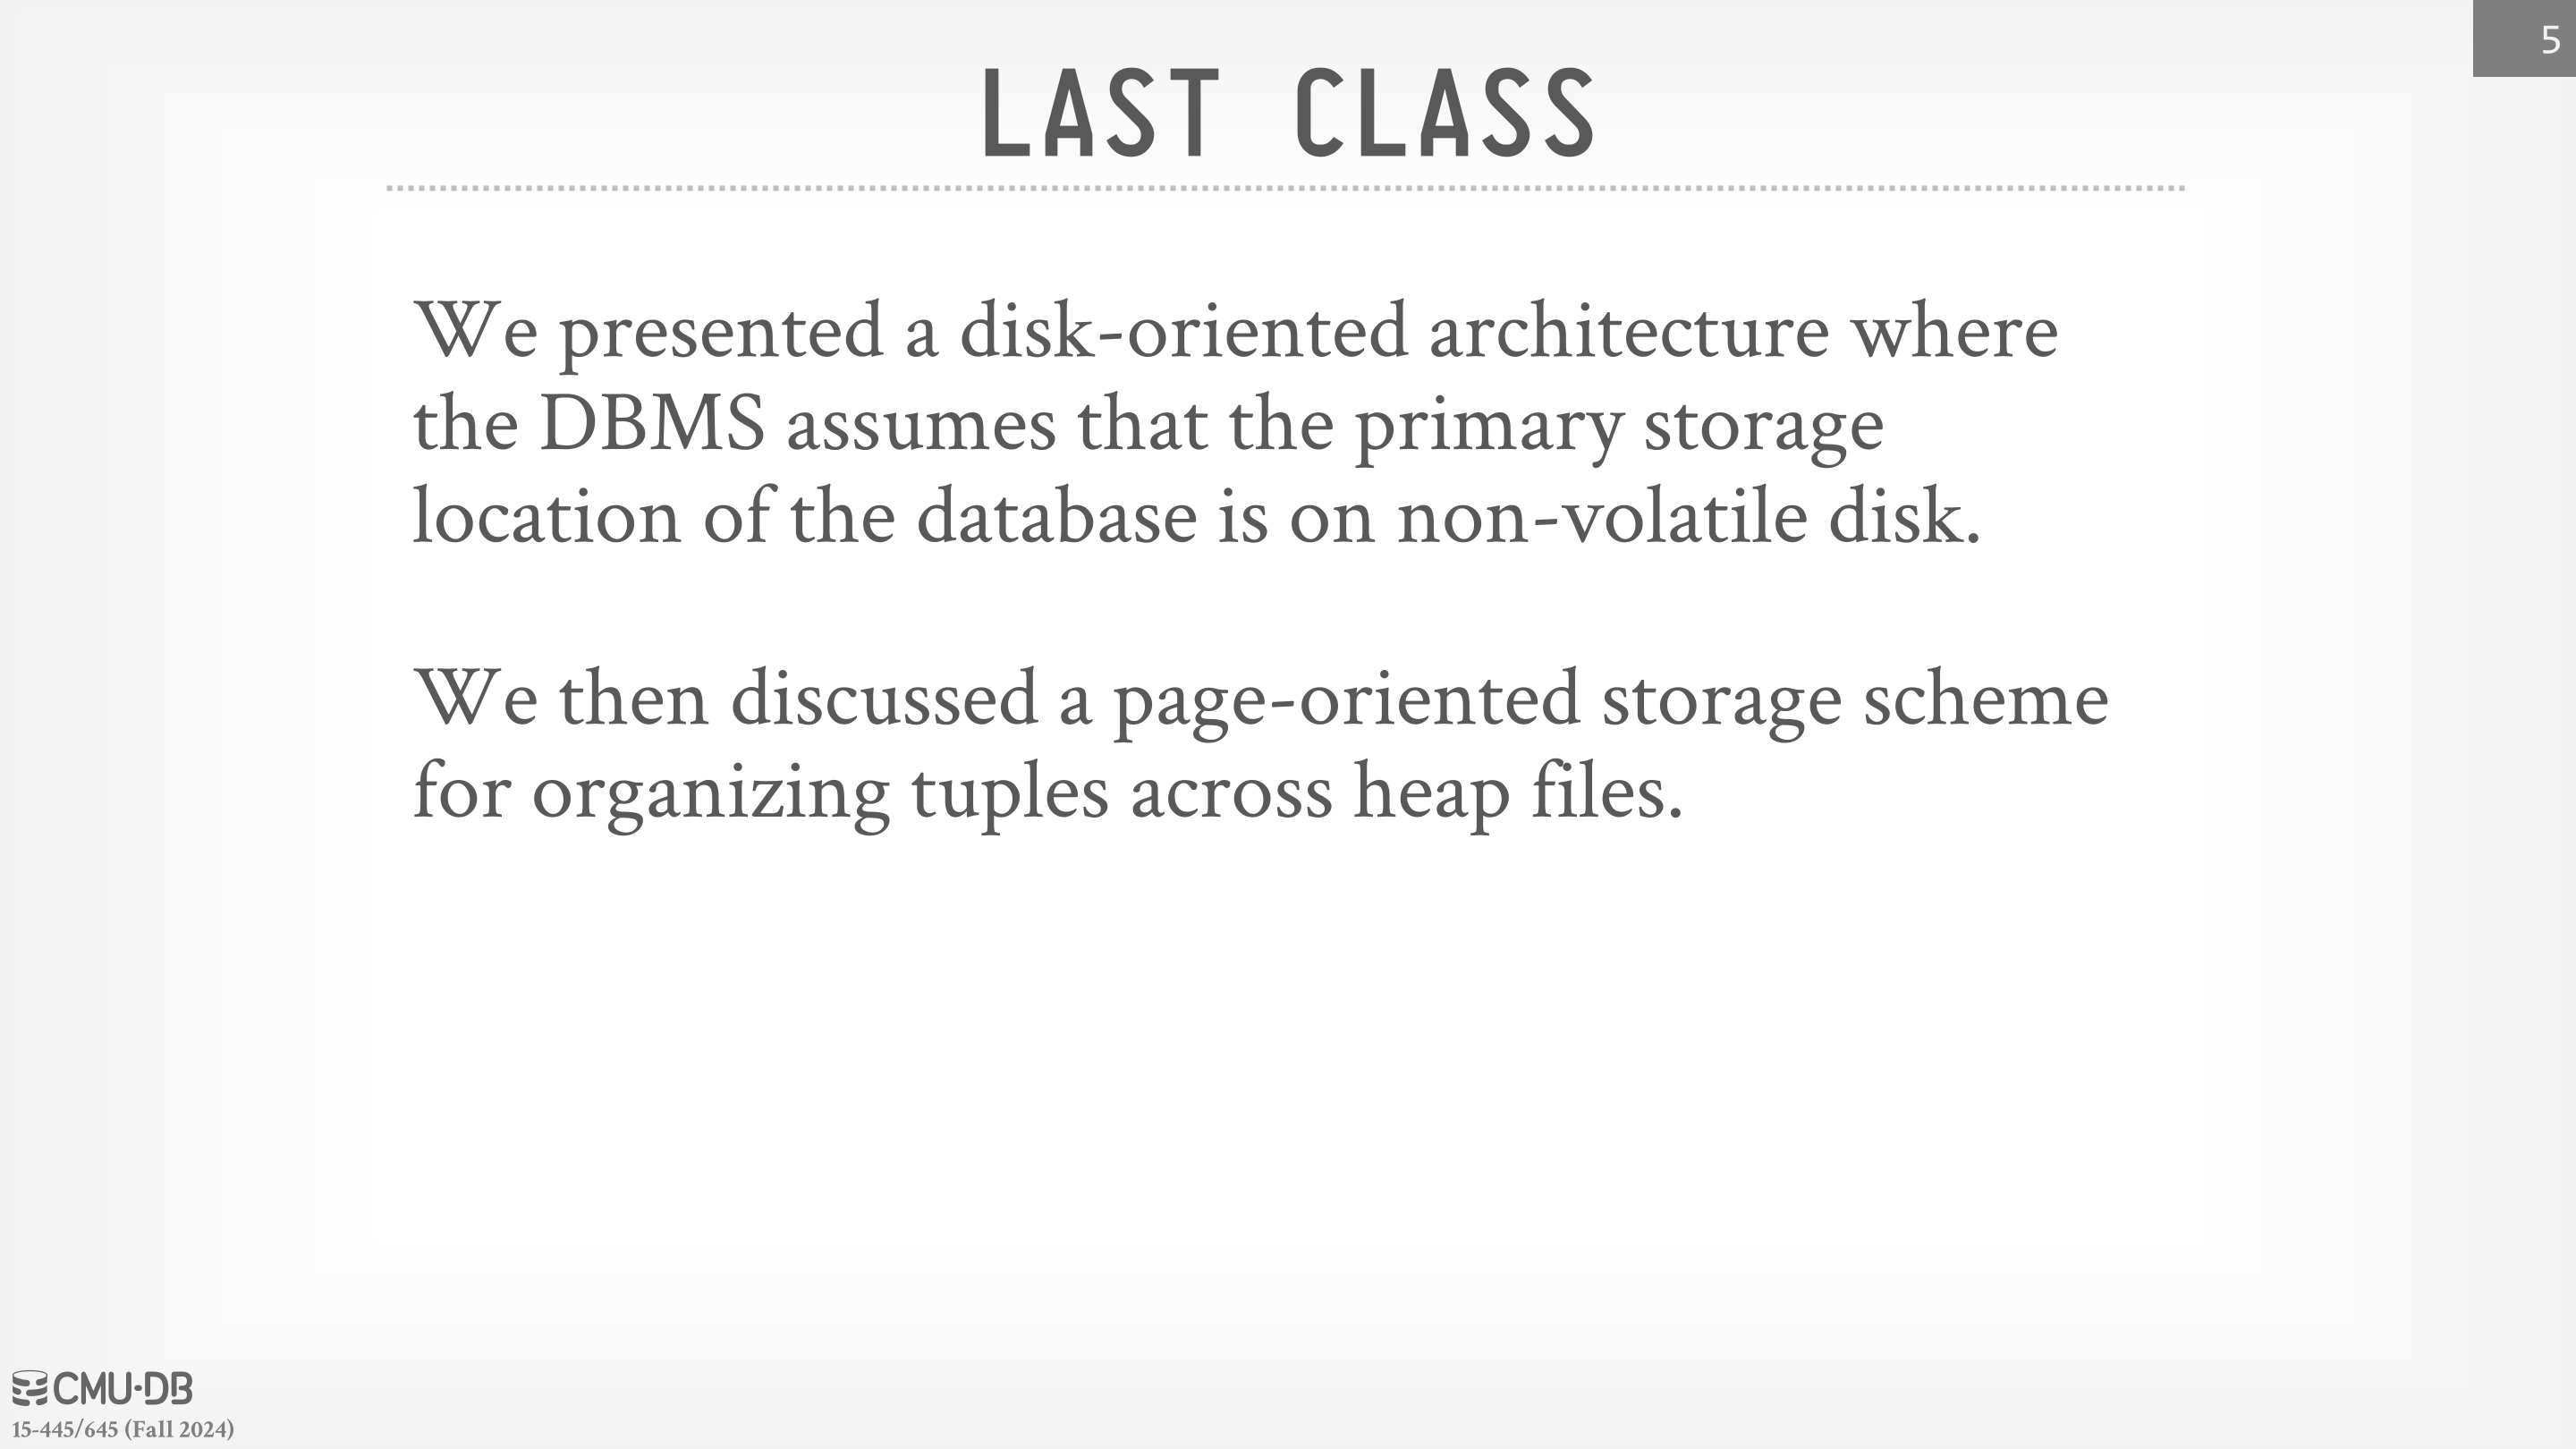 5
LAST CLASS
We presented a disk-oriented architecture where
the DBMS assumes that the primary storage
location of the database is on non-volatile disk.
We then discussed a page-oriented storage scheme
for organizing tuples across heap files.
CMU·DB
15-445/645 (Fall 2024)